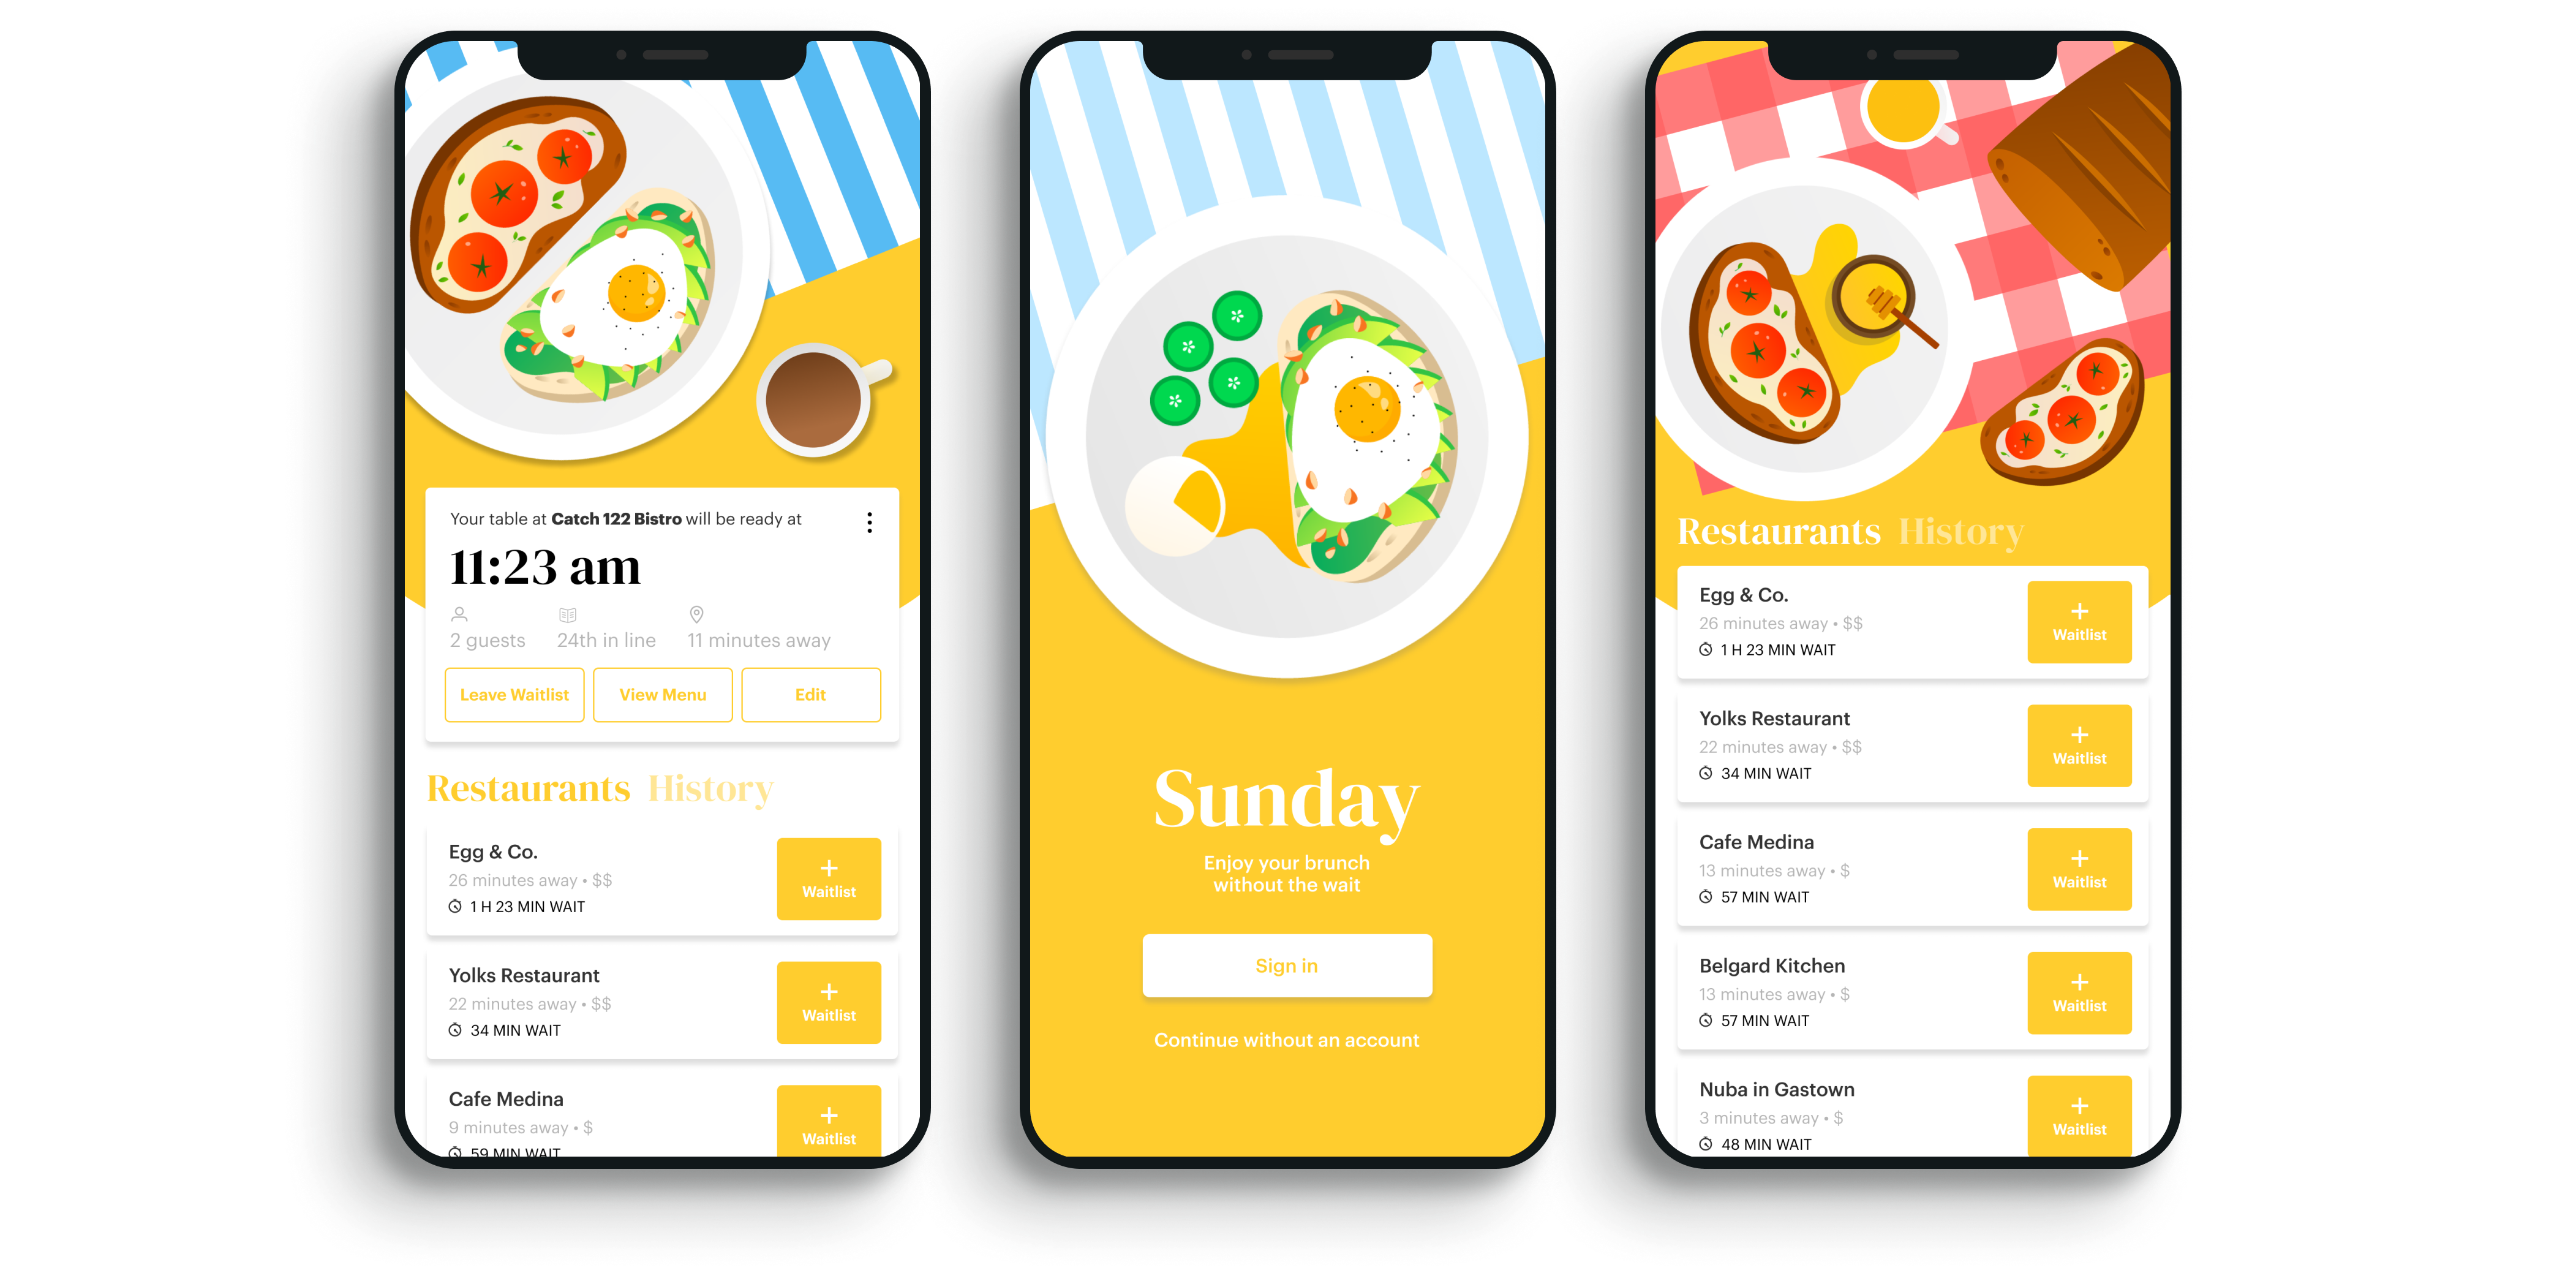 Your table at Catch 122 Bistro will be ready at
11:23 am
2 guests 24th in line 11 minutes away
Leave Waitlist View Menu Edit
Restaurants History
Egg & Co.
26 minutes away • $$
1 H 23 MIN WAIT
+
Waitlist
Yolks Restaurant
22 minutes away • $$
34 MIN WAIT
+
Waitlist
Cafe Medina
9 minutes away • $
59 MIN WAIT
+
Waitlist
Sunday
Enjoy your brunch
without the wait
Sign in
Continue without an account
Restaurants History
Egg & Co.
26 minutes away • $$
1 H 23 MIN WAIT
+
Waitlist
Yolks Restaurant
22 minutes away • $$
34 MIN WAIT
+
Waitlist
Cafe Medina
13 minutes away • $
57 MIN WAIT
+
Waitlist
Belgard Kitchen
13 minutes away • $
57 MIN WAIT
+
Waitlist
Nuba in Gastown
3 minutes away • $
48 MIN WAIT
+
Waitlist